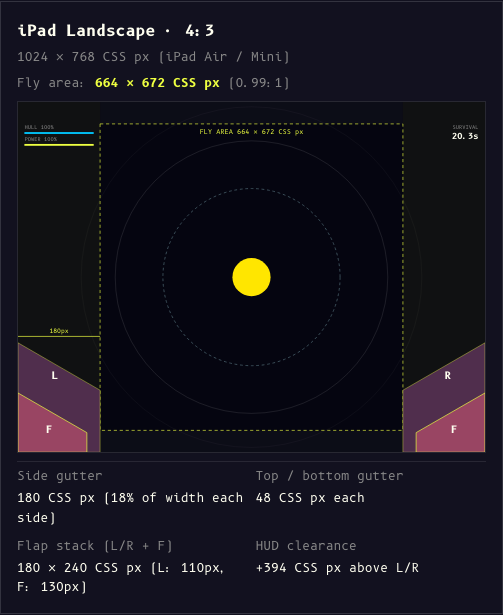 iPad Landscape · 4:3
1024 × 768 CSS px (iPad Air / Mini)
Fly area: 664 × 672 CSS px (0.99:1)
HULL 100%
POWER 100%
FLY AREA 664 × 672 CSS px
SURVIVAL
20.3s
180px
L
R
F
F
Side gutter
180 CSS px (18% of width each
side)
Top / bottom gutter
48 CSS px each
Flap stack (L/R + F)
180 × 240 CSS px (L: 110px,
F: 130px)
HUD clearance
+394 CSS px above L/R